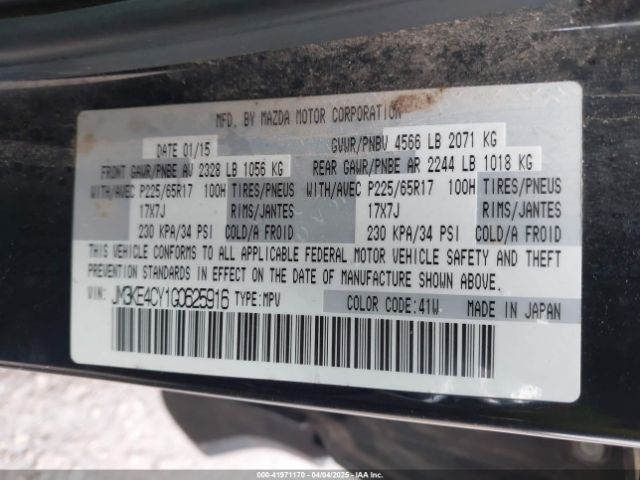 MFD. BY MAZDA MOTOR CORPORATION
DATE 01/15 GVWR/PNBV 4566 LB 2071 KG
FRONT GAWR/PNBE AV 2328 LB 1056 KG REAR GAWR/PNBE AR 2244 LB 1018 KG
WITH/AVEC P225/65R17 100H TIRES/PNEUS WITH/AVEC P225/65R17 100H TIRES/PNEUS
17X7J RIMS/JANTES 17X7J RIMS/JANTES
230 KPA/34 PSI COLD/A FROID 230 KPA/34 PSI COLD/A FROID
THIS VEHICLE CONFORMS TO ALL APPLICABLE FEDERAL MOTOR VEHICLE SAFETY AND THEFT
PREVENTION STANDARDS IN EFFECT ON THE DATE OF MANUFACTURE SHOWN ABOVE.
VIN: JM3KE4CY1G0625916 TYPE:MPV COLOR CODE:41W MADE IN JAPAN
000-41971170 | 04/04/2025 | IAA Inc.